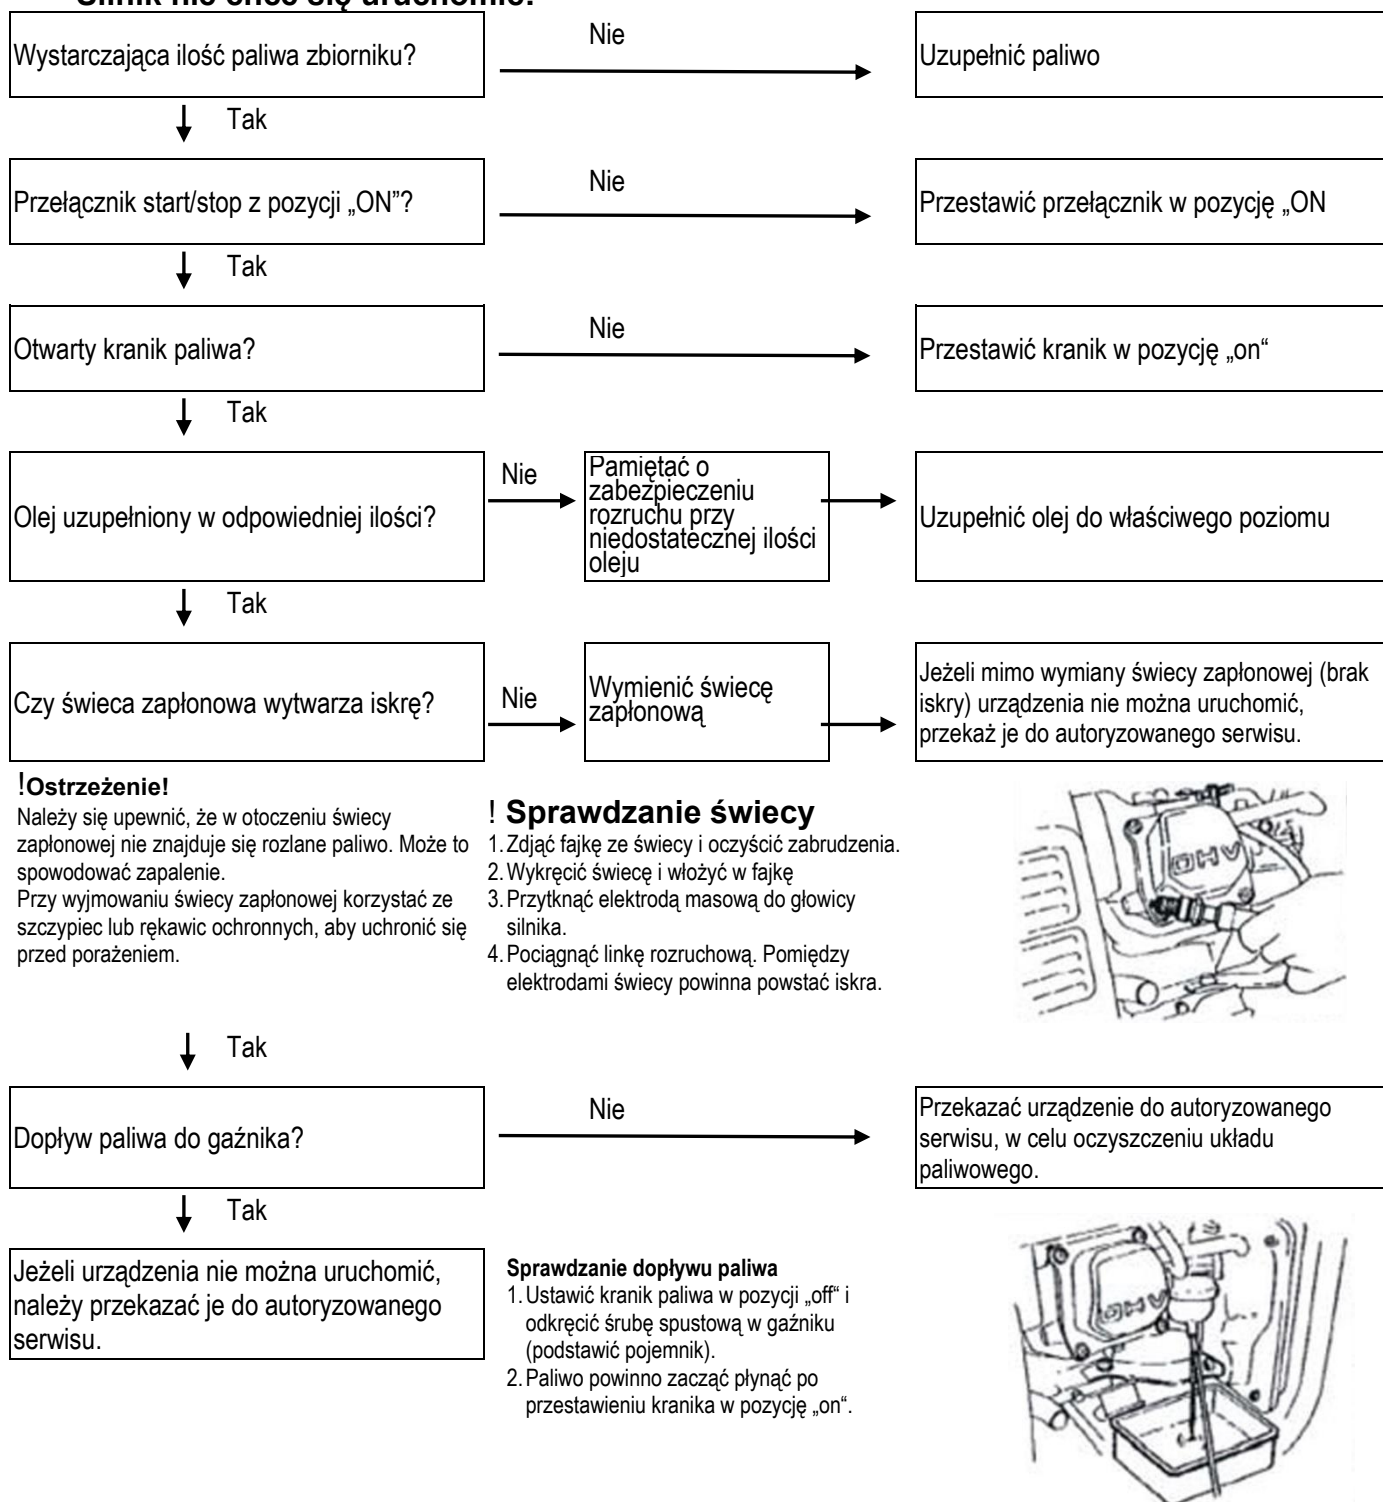 Silnik nie chce się uruchomić:
Nie
Wystarczająca ilość paliwa zbiorniku?
Uzupełnić paliwo
Tak
Nie
Przełącznik start/stop z pozycji „ON”?
Przestawić przełącznik w pozycję „ON
Tak
Nie
Otwarty kranik paliwa?
Przestawić kranik w pozycję „on“
Tak
Olej uzupełniony w odpowiedniej ilości?
Nie
Pamiętać o
zabezpieczeniu
rozruchu przy
niedostatecznej ilości
oleju
Uzupełnić olej do właściwego poziomu
Tak
Czy świeca zapłonowa wytwarza iskrę?
Nie
Wymienić świecę
zapłonową
Jeżeli mimo wymiany świecy zapłonowej (brak
iskry) urządzenia nie można uruchomić,
przekaż je do autoryzowanego serwisu.
!Ostrzeżenie!
Należy się upewnić, że w otoczeniu świecy
zapłonowej nie znajduje się rozlane paliwo. Może to
spowodować zapalenie.
Przy wyjmowaniu świecy zapłonowej korzystać ze
szczypiec lub rękawic ochronnych, aby uchronić się
przed porażeniem.
! Sprawdzanie świecy
1. Zdjąć fajkę ze świecy i oczyścić zabrudzenia.
2. Wykręcić świecę i włożyć w fajkę
3. Przytknąć elektrodą masową do głowicy
silnika.
4. Pociągnąć linkę rozruchową. Pomiędzy
elektrodami świecy powinna powstać iskra.
OHV
Tak
Dopływ paliwa do gaźnika?
Nie
Przekazać urządzenie do autoryzowanego
serwisu, w celu oczyszczeniu układu
paliwowego.
Tak
Jeżeli urządzenia nie można uruchomić,
należy przekazać je do autoryzowanego
serwisu.
Sprawdzanie dopływu paliwa
1. Ustawić kranik paliwa w pozycji „off“ i
odkręcić śrubę spustową w gaźniku
(podstawić pojemnik).
2. Paliwo powinno zacząć płynąć po
przestawieniu kranika w pozycję „on“.
OHV